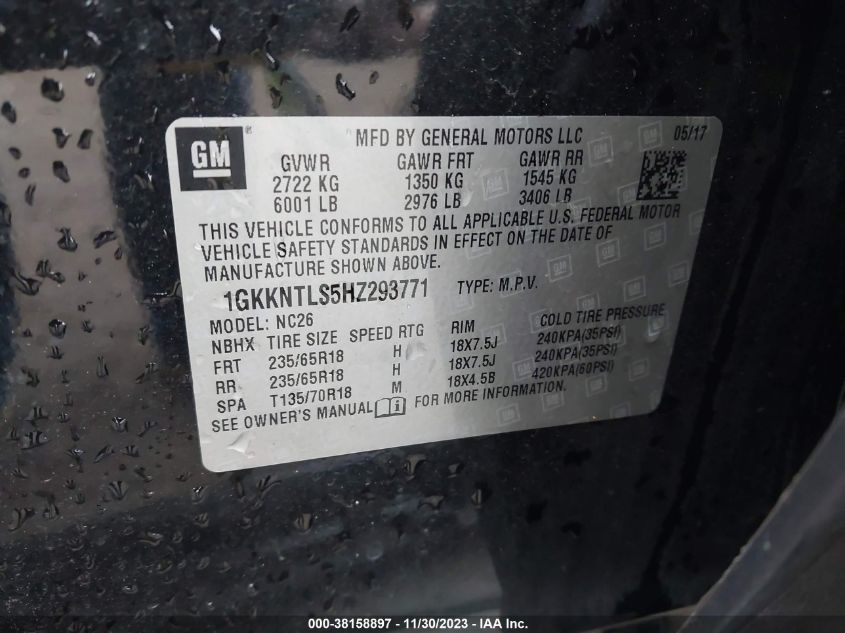 GM
®
MFD BY GENERAL MOTORS LLC 05/17
GVWR GAWR FRT GAWR RR
2722 KG 1350 KG 1545 KG
6001 LB 2976 LB 3406 LB
THIS VEHICLE CONFORMS TO ALL APPLICABLE U.S. FEDERAL MOTOR
VEHICLE SAFETY STANDARDS IN EFFECT ON THE DATE OF
MANUFACTURE SHOWN ABOVE.
1GKKNTLS5HZ293771 TYPE: M.P.V.
MODEL: NC26
NBHX TIRE SIZE SPEED RTG RIM COLD TIRE PRESSURE
FRT 235/65R18 H 18X7.5J 240KPA(35PSI)
RR 235/65R18 H 18X7.5J 240KPA(35PSI)
SPA T135/70R18 M 18X4.5B 420KPA(60PSI)
SEE OWNER'S MANUAL FOR MORE INFORMATION.
000-38158897 - 11/30/2023 - IAA Inc.